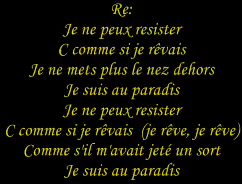 Re:
Je ne peux resister
C comme si je rêvais
Je ne mets plus le nez dehors
Je suis au paradis
Je ne peux resister
C comme si je rêvais (je rêve, je rêve)
Comme s'il m'avait jeté un sort
Je suis au paradis